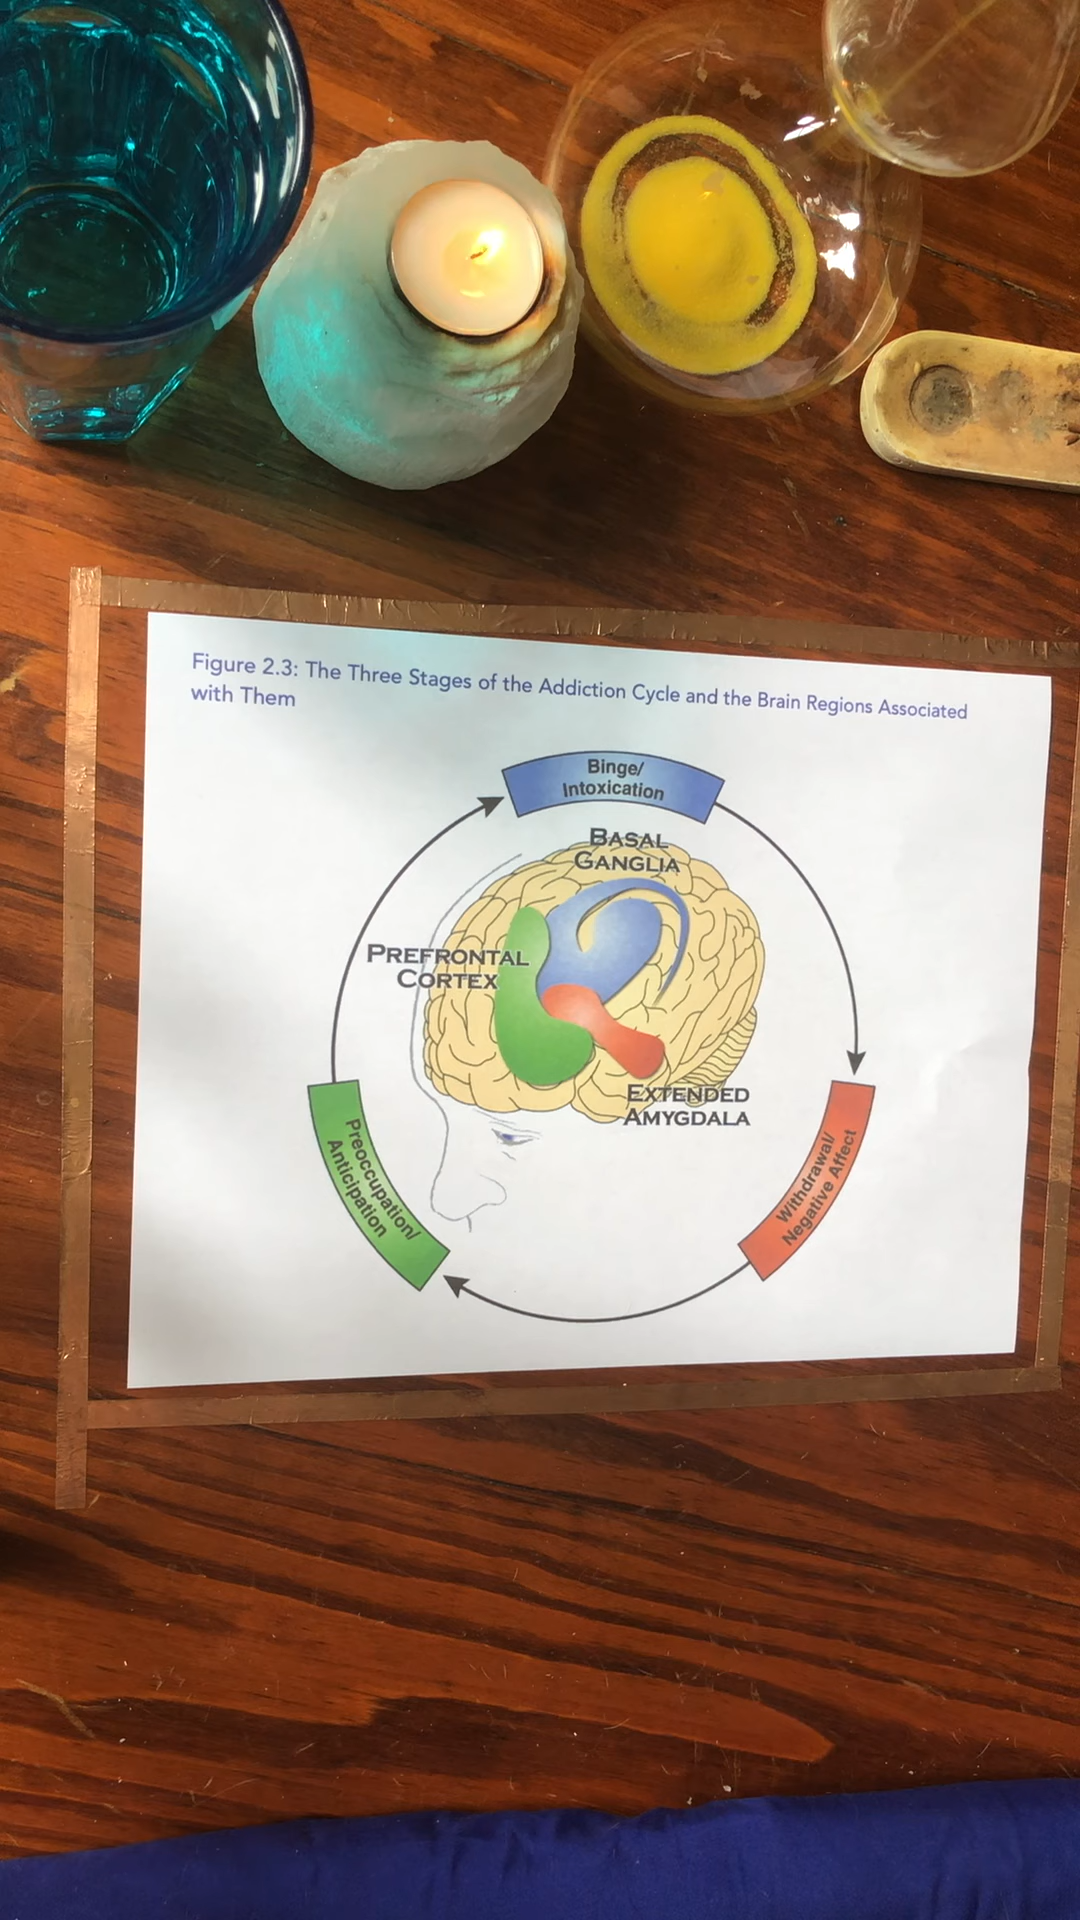 Figure 2.3: The Three Stages of the Addiction Cycle and the Brain Regions Associated
with Them
Binge/
Intoxication
BASAL
GANGLIA
PREFRONTAL
CORTEX
EXTENDED
AMYGDALA
Preoccupation/
Anticipation
Withdrawal/
Negative Affect